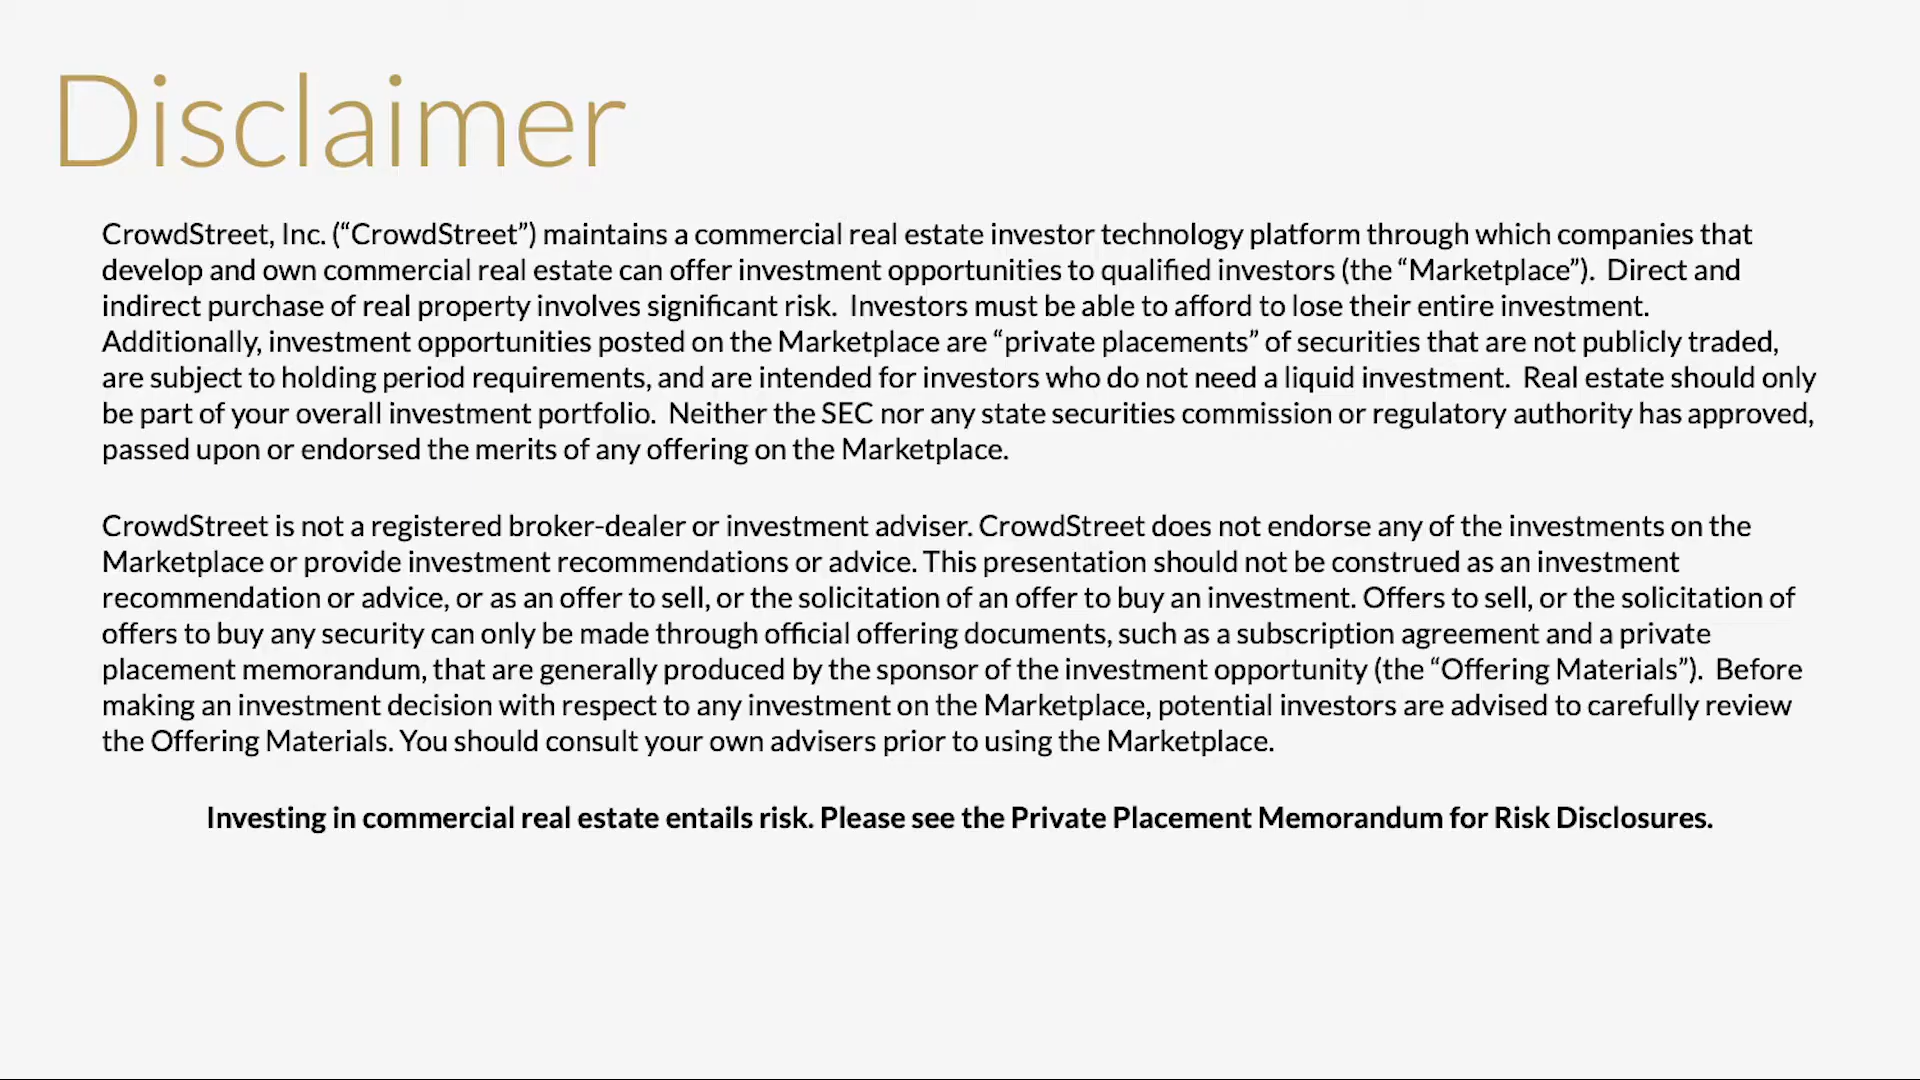 Disclaimer
CrowdStreet, Inc. (“CrowdStreet”) maintains a commercial real estate investor technology platform through which companies that
develop and own commercial real estate can offer investment opportunities to qualified investors (the “Marketplace”).  Direct and
indirect purchase of real property involves significant risk.  Investors must be able to afford to lose their entire investment.
Additionally, investment opportunities posted on the Marketplace are “private placements” of securities that are not publicly traded,
are subject to holding period requirements, and are intended for investors who do not need a liquid investment.  Real estate should only
be part of your overall investment portfolio.  Neither the SEC nor any state securities commission or regulatory authority has approved,
passed upon or endorsed the merits of any offering on the Marketplace.
CrowdStreet is not a registered broker-dealer or investment adviser. CrowdStreet does not endorse any of the investments on the
Marketplace or provide investment recommendations or advice. This presentation should not be construed as an investment
recommendation or advice, or as an offer to sell, or the solicitation of an offer to buy an investment. Offers to sell, or the solicitation of
offers to buy any security can only be made through official offering documents, such as a subscription agreement and a private
placement memorandum, that are generally produced by the sponsor of the investment opportunity (the “Offering Materials”).  Before
making an investment decision with respect to any investment on the Marketplace, potential investors are advised to carefully review
the Offering Materials. You should consult your own advisers prior to using the Marketplace.
Investing in commercial real estate entails risk. Please see the Private Placement Memorandum for Risk Disclosures.